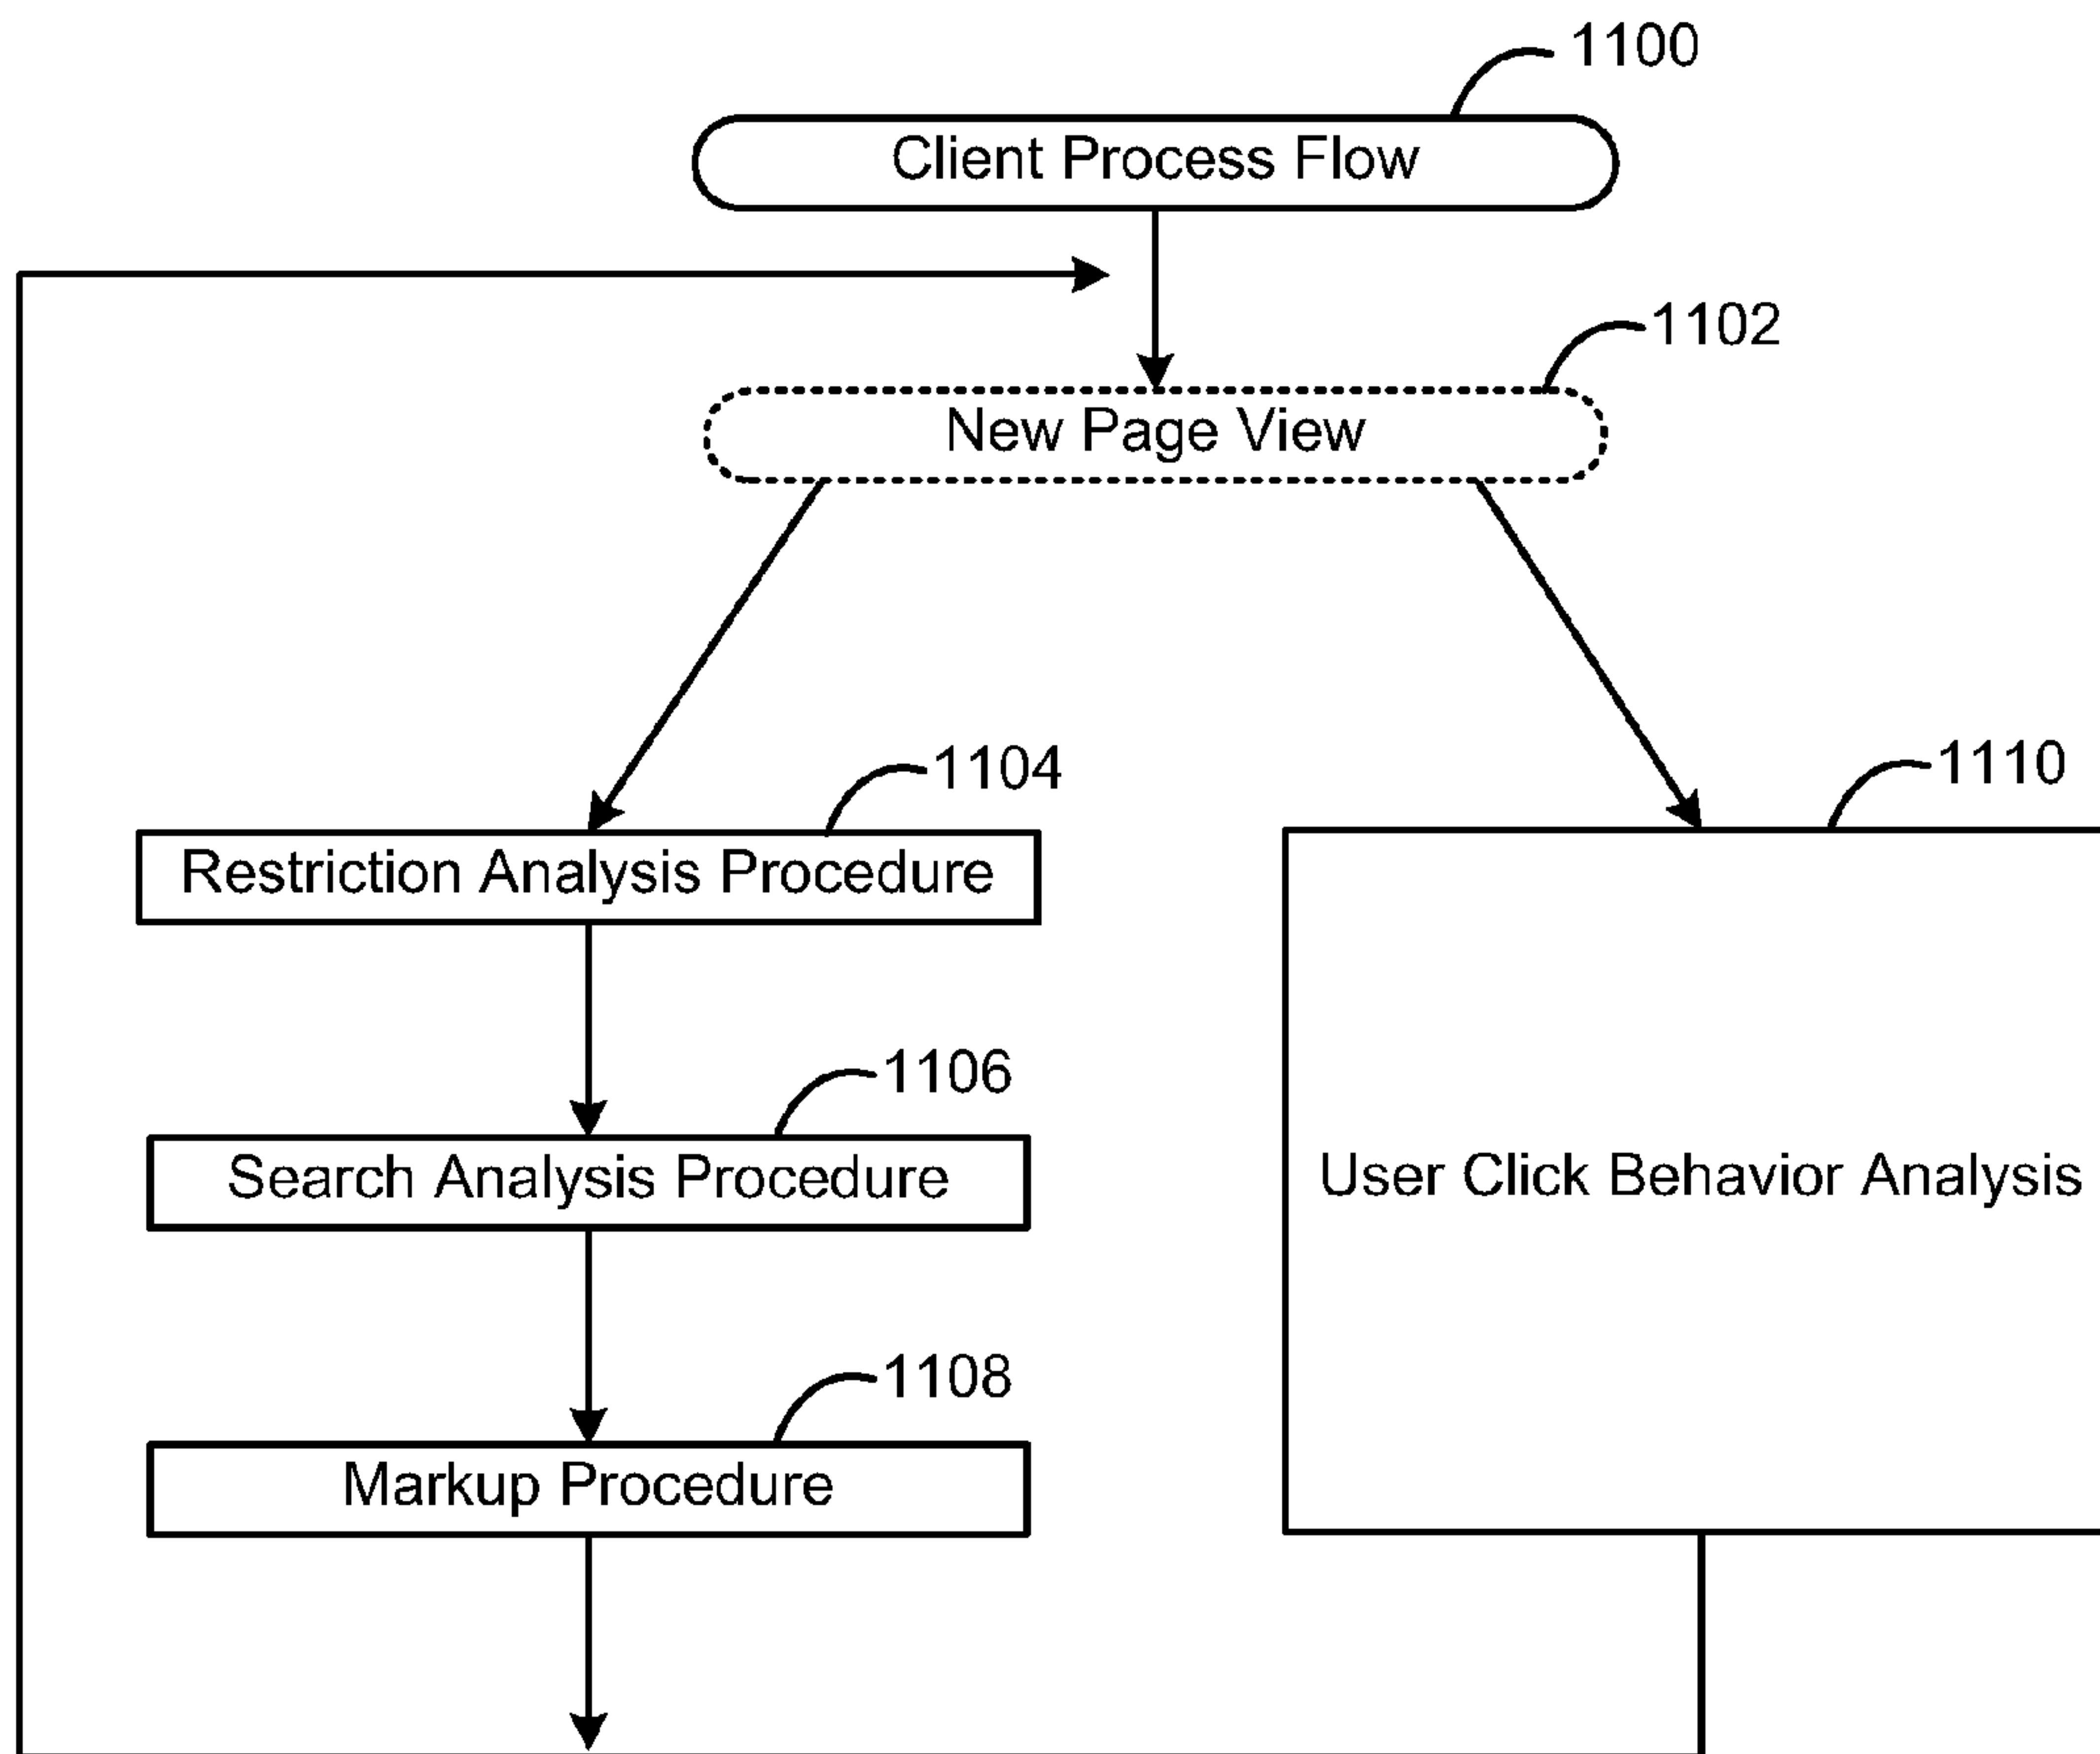 1100
Client Process Flow
1102
New Page View
1104
1110
Restriction Analysis Procedure
1106
Search Analysis Procedure
User Click Behavior Analysis
1108
Markup Procedure